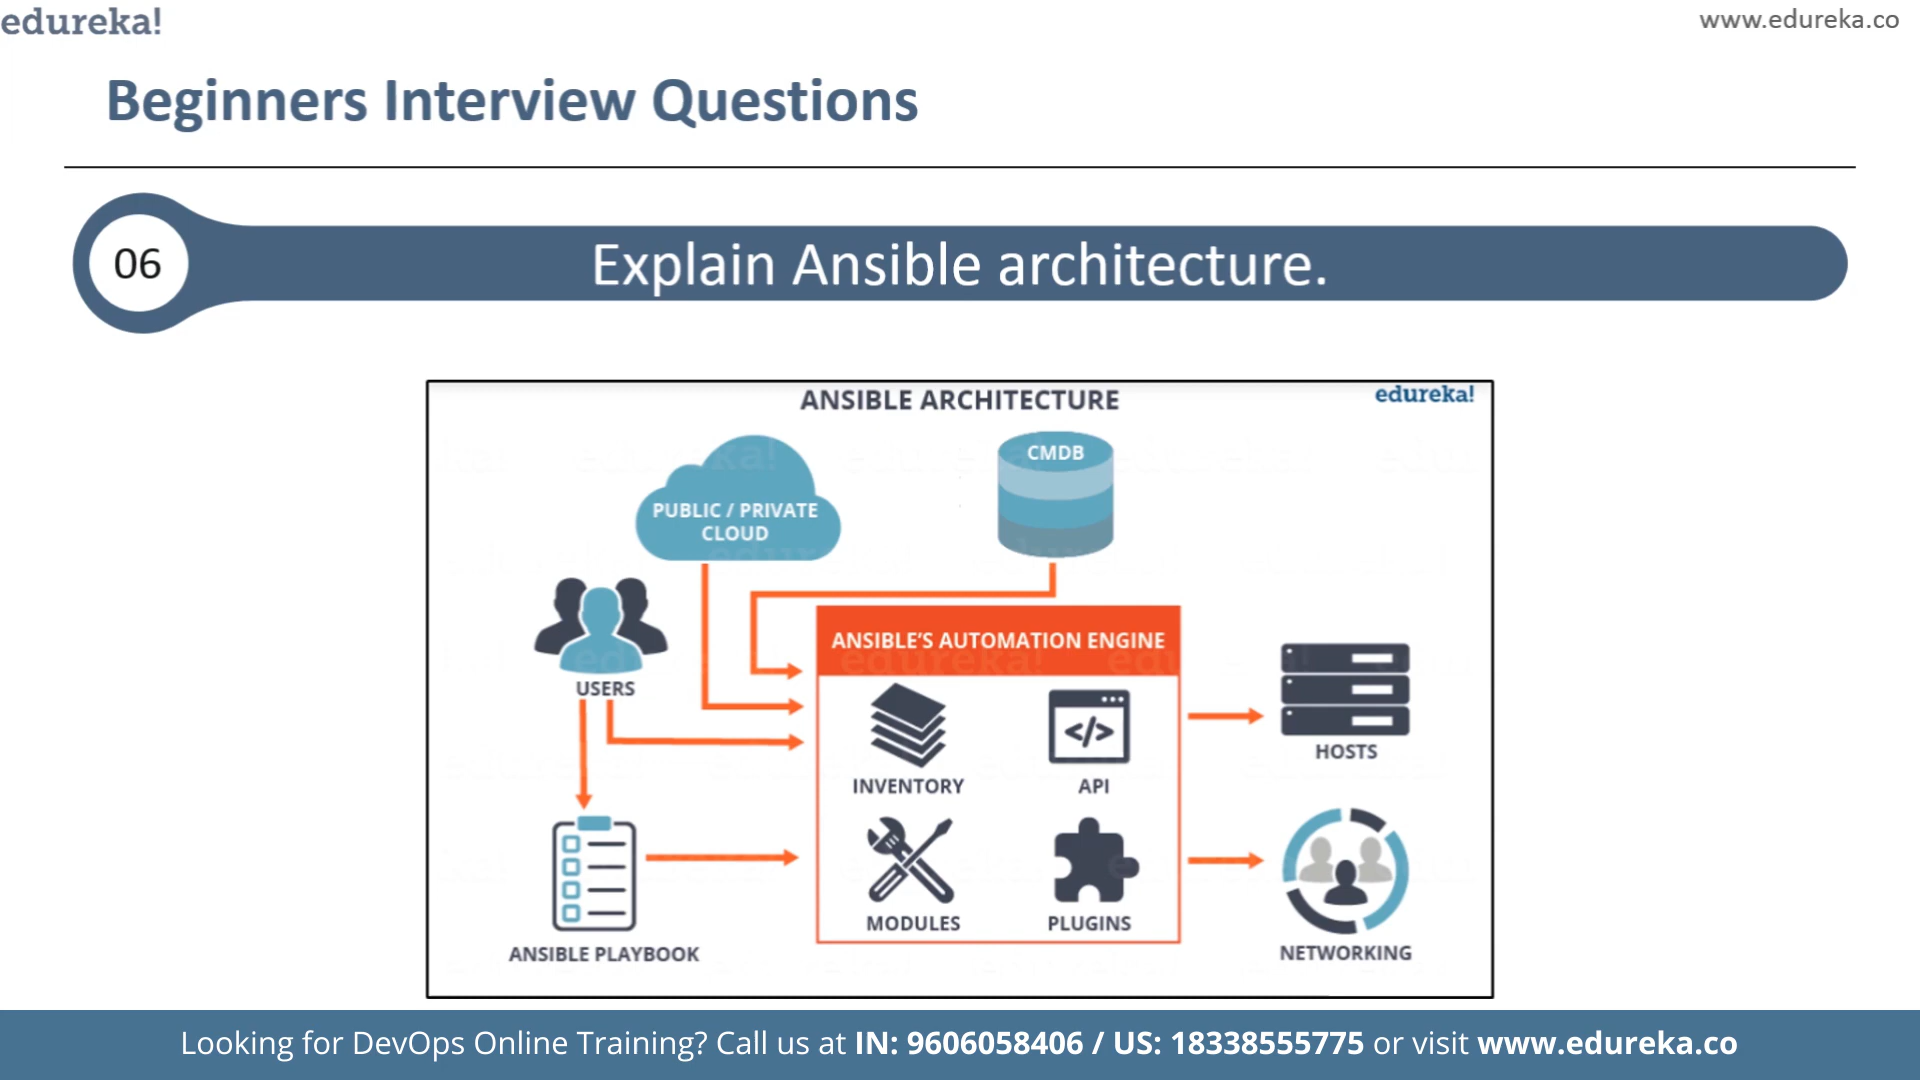 edureka!
www.edureka.co
Beginners Interview Questions
06
Explain Ansible architecture.
ANSIBLE ARCHITECTURE
edureka!
CMDB
PUBLIC / PRIVATE
CLOUD
ANSIBLE'S AUTOMATION ENGINE
USERS
HOSTS
INVENTORY
API
MODULES
PLUGINS
ANSIBLE PLAYBOOK
NETWORKING
Looking for DevOps Online Training? Call us at IN: 9606058406 / US: 18338555775 or visit www.edureka.co